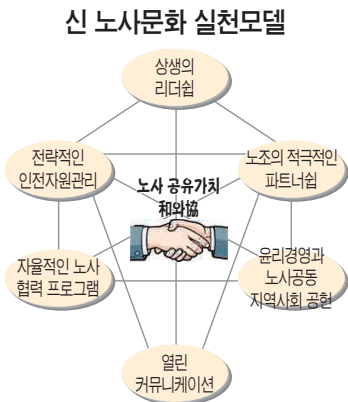 신 노사문화 실천모델
상생의
리더쉽
전략적인
인전자원관리
노조의 적극적인
파트너쉽
노사 공유가치
和와協
자율적인 노사
협력 프로그램
윤리경영과
노사공동
지역사회 공헌
열린
커뮤니케이션